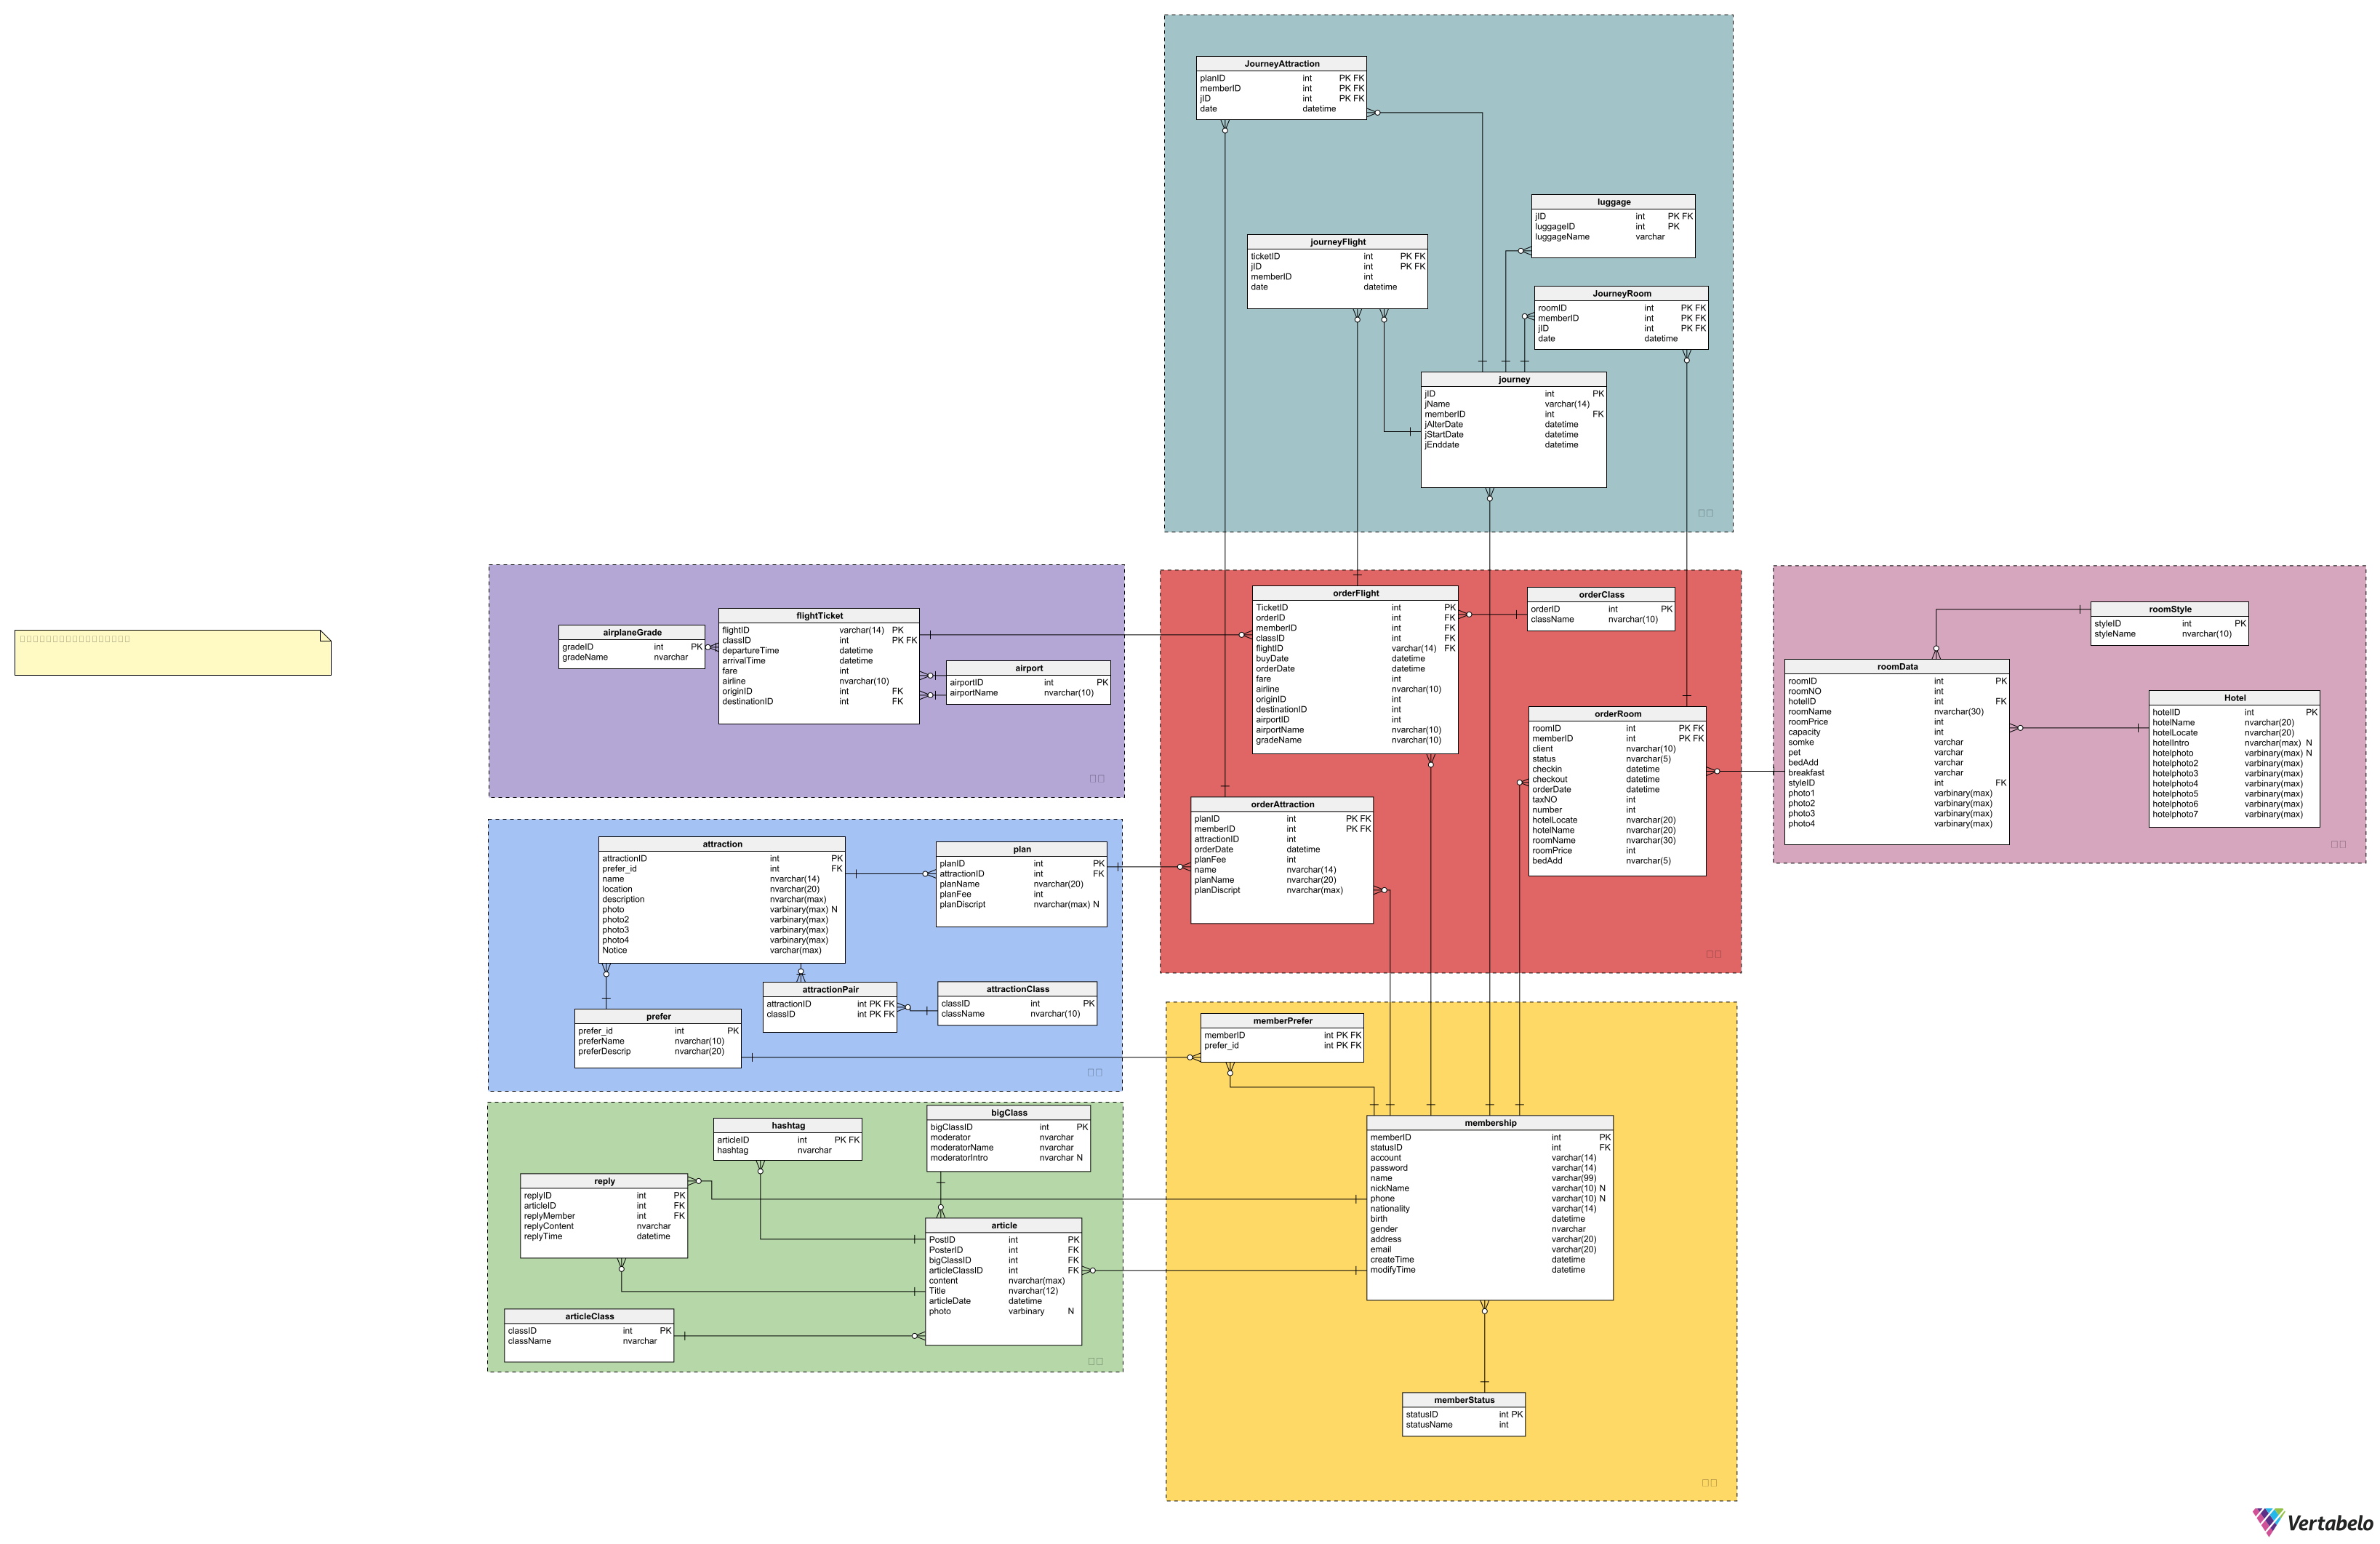 JourneyAttraction
planID int PK FK
memberID int PK FK
jID int PK FK
date datetime
luggage
jID int PK FK
luggageID int PK
luggageName varchar
journeyFlight
ticketID int PK FK
jID int PK FK
memberID int
date datetime
JourneyRoom
roomID int PK FK
memberID int PK FK
jID int PK FK
date datetime
journey
jID int PK
jName varchar(14)
memberID int FK
jAlterDate datetime
jStartDate datetime
jEnddate datetime
airplaneGrade
gradeID int PK
gradeName nvarchar
flightTicket
flightID varchar(14) PK
classID int PK FK
departureTime datetime
arrivalTime datetime
fare int
airline nvarchar(10)
originID int FK
destinationID int FK
airport
airportID int PK
airportName nvarchar(10)
orderFlight
TicketID int PK
orderID int FK
memberID int FK
classID int FK
flightID varchar(14) FK
buyDate datetime
orderDate datetime
fare int
airline nvarchar(10)
originID int
destinationID int
airportID int
airportName nvarchar(10)
gradeName nvarchar(10)
orderClass
orderID int PK
className nvarchar(10)
orderRoom
roomID int PK FK
memberID int PK FK
client nvarchar(10)
status nvarchar(5)
checkin datetime
checkout datetime
orderDate datetime
taxNO int
number int
hotelLocate nvarchar(20)
hotelName nvarchar(20)
roomName nvarchar(30)
roomPrice int
bedAdd nvarchar(5)
orderAttraction
planID int PK FK
memberID int PK FK
attractionID int
orderDate datetime
planFee int
name nvarchar(14)
planName nvarchar(20)
planDiscript nvarchar(max)
roomStyle
styleID int PK
styleName nvarchar(10)
roomData
roomID int PK
roomNO int
hotelID int FK
roomName nvarchar(30)
roomPrice int
capacity int
somke varchar
pet varchar
bedAdd varchar
breakfast varchar
styleID int FK
photo1 varbinary(max)
photo2 varbinary(max)
photo3 varbinary(max)
photo4 varbinary(max)
Hotel
hotelID int PK
hotelName nvarchar(20)
hotelLocate nvarchar(20)
hotelIntro nvarchar(max) N
hotelphoto varbinary(max) N
hotelphoto2 varbinary(max)
hotelphoto3 varbinary(max)
hotelphoto4 varbinary(max)
hotelphoto5 varbinary(max)
hotelphoto6 varbinary(max)
hotelphoto7 varbinary(max)
attraction
attractionID int PK
prefer_id int FK
name nvarchar(14)
location nvarchar(20)
description nvarchar(max)
photo varbinary(max) N
photo2 varbinary(max)
photo3 varbinary(max)
photo4 varbinary(max)
Notice varchar(max)
plan
planID int PK
attractionID int FK
planName nvarchar(20)
planFee int
planDiscript nvarchar(max) N
attractionPair
attractionID int PK FK
classID int PK FK
attractionClass
classID int PK
className nvarchar(10)
prefer
prefer_id int PK
preferName nvarchar(10)
preferDescrip nvarchar(20)
memberPrefer
memberID int PK FK
prefer_id int PK FK
hashtag
articleID int PK FK
hashtag nvarchar
bigClass
bigClassID int PK
moderator nvarchar
moderatorName nvarchar
moderatorIntro nvarchar N
reply
replyID int PK
articleID int FK
replyMember int FK
replyContent nvarchar
replyTime datetime
article
PostID int PK
PosterID int FK
bigClassID int FK
articleClassID int FK
content nvarchar(max)
Title nvarchar(12)
articleDate datetime
photo varbinary N
articleClass
classID int PK
className nvarchar
membership
memberID int PK
statusID int FK
account varchar(14)
password varchar(14)
name varchar(99)
nickName varchar(10) N
phone varchar(10) N
nationality varchar(14)
birth datetime
gender nvarchar
address varchar(20)
email varchar(20)
createTime datetime
modifyTime datetime
memberStatus
statusID int PK
statusName int
Vertabelo